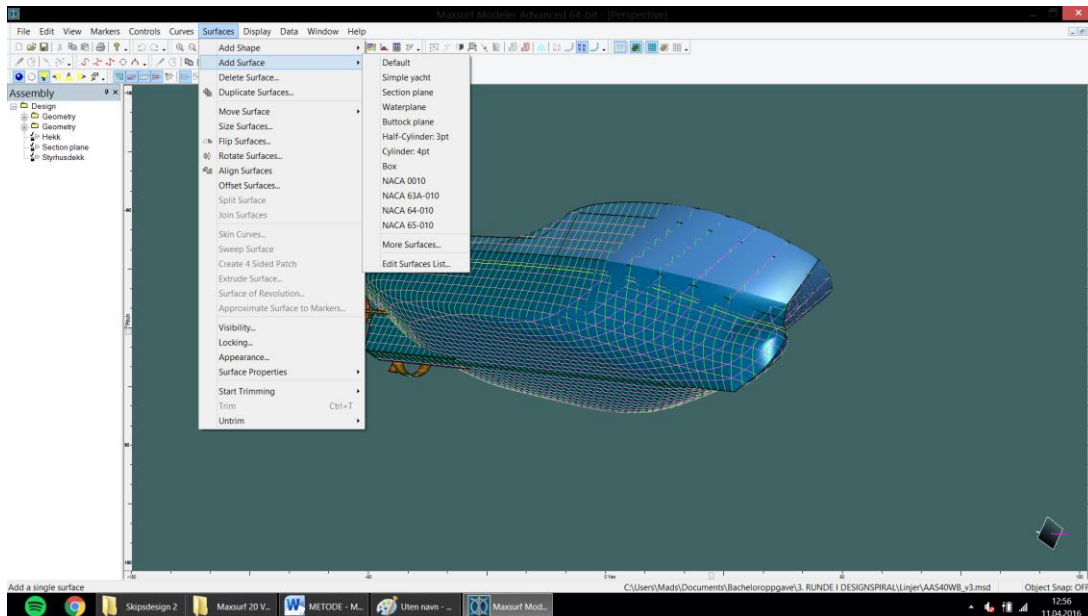 Maxsurf Modeler Advanced 64-bit - [Perspective]
File Edit View Markers Controls Curves Surfaces Display Data Window Help
Assembly
Design
Geometry
Geometry
Hekk
Section plane
Styrhusdekk
Add Shape
Add Surface
Delete Surface...
Duplicate Surfaces...
Move Surface
Size Surfaces...
Flip Surfaces...
Rotate Surfaces...
Align Surfaces
Offset Surfaces...
Split Surface
Join Surfaces
Skin Curves...
Sweep Surface
Create 4 Sided Patch
Extrude Surface...
Surface of Revolution...
Approximate Surface to Markers...
Visibility...
Locking...
Appearance...
Surface Properties
Start Trimming
Trim Ctrl+T
Untrim
Default
Simple yacht
Section plane
Waterplane
Buttock plane
Half-Cylinder: 3pt
Cylinder: 4pt
Box
NACA 0010
NACA 63A-010
NACA 64-010
NACA 65-010
More Surfaces...
Edit Surfaces List...
Pitch
Add a single surface
C:\Users\Mads\Documents\Bacheloroppgave\3. RUNDE I DESIGNSPIRAL\Linjer\AAS40WB_v3.msd Object Snap: OFF
Skipsdesign 2 Maxsurf 20 V... METODE - M... Uten navn - ... Maxsurf Mod...
12:56
11.04.2016